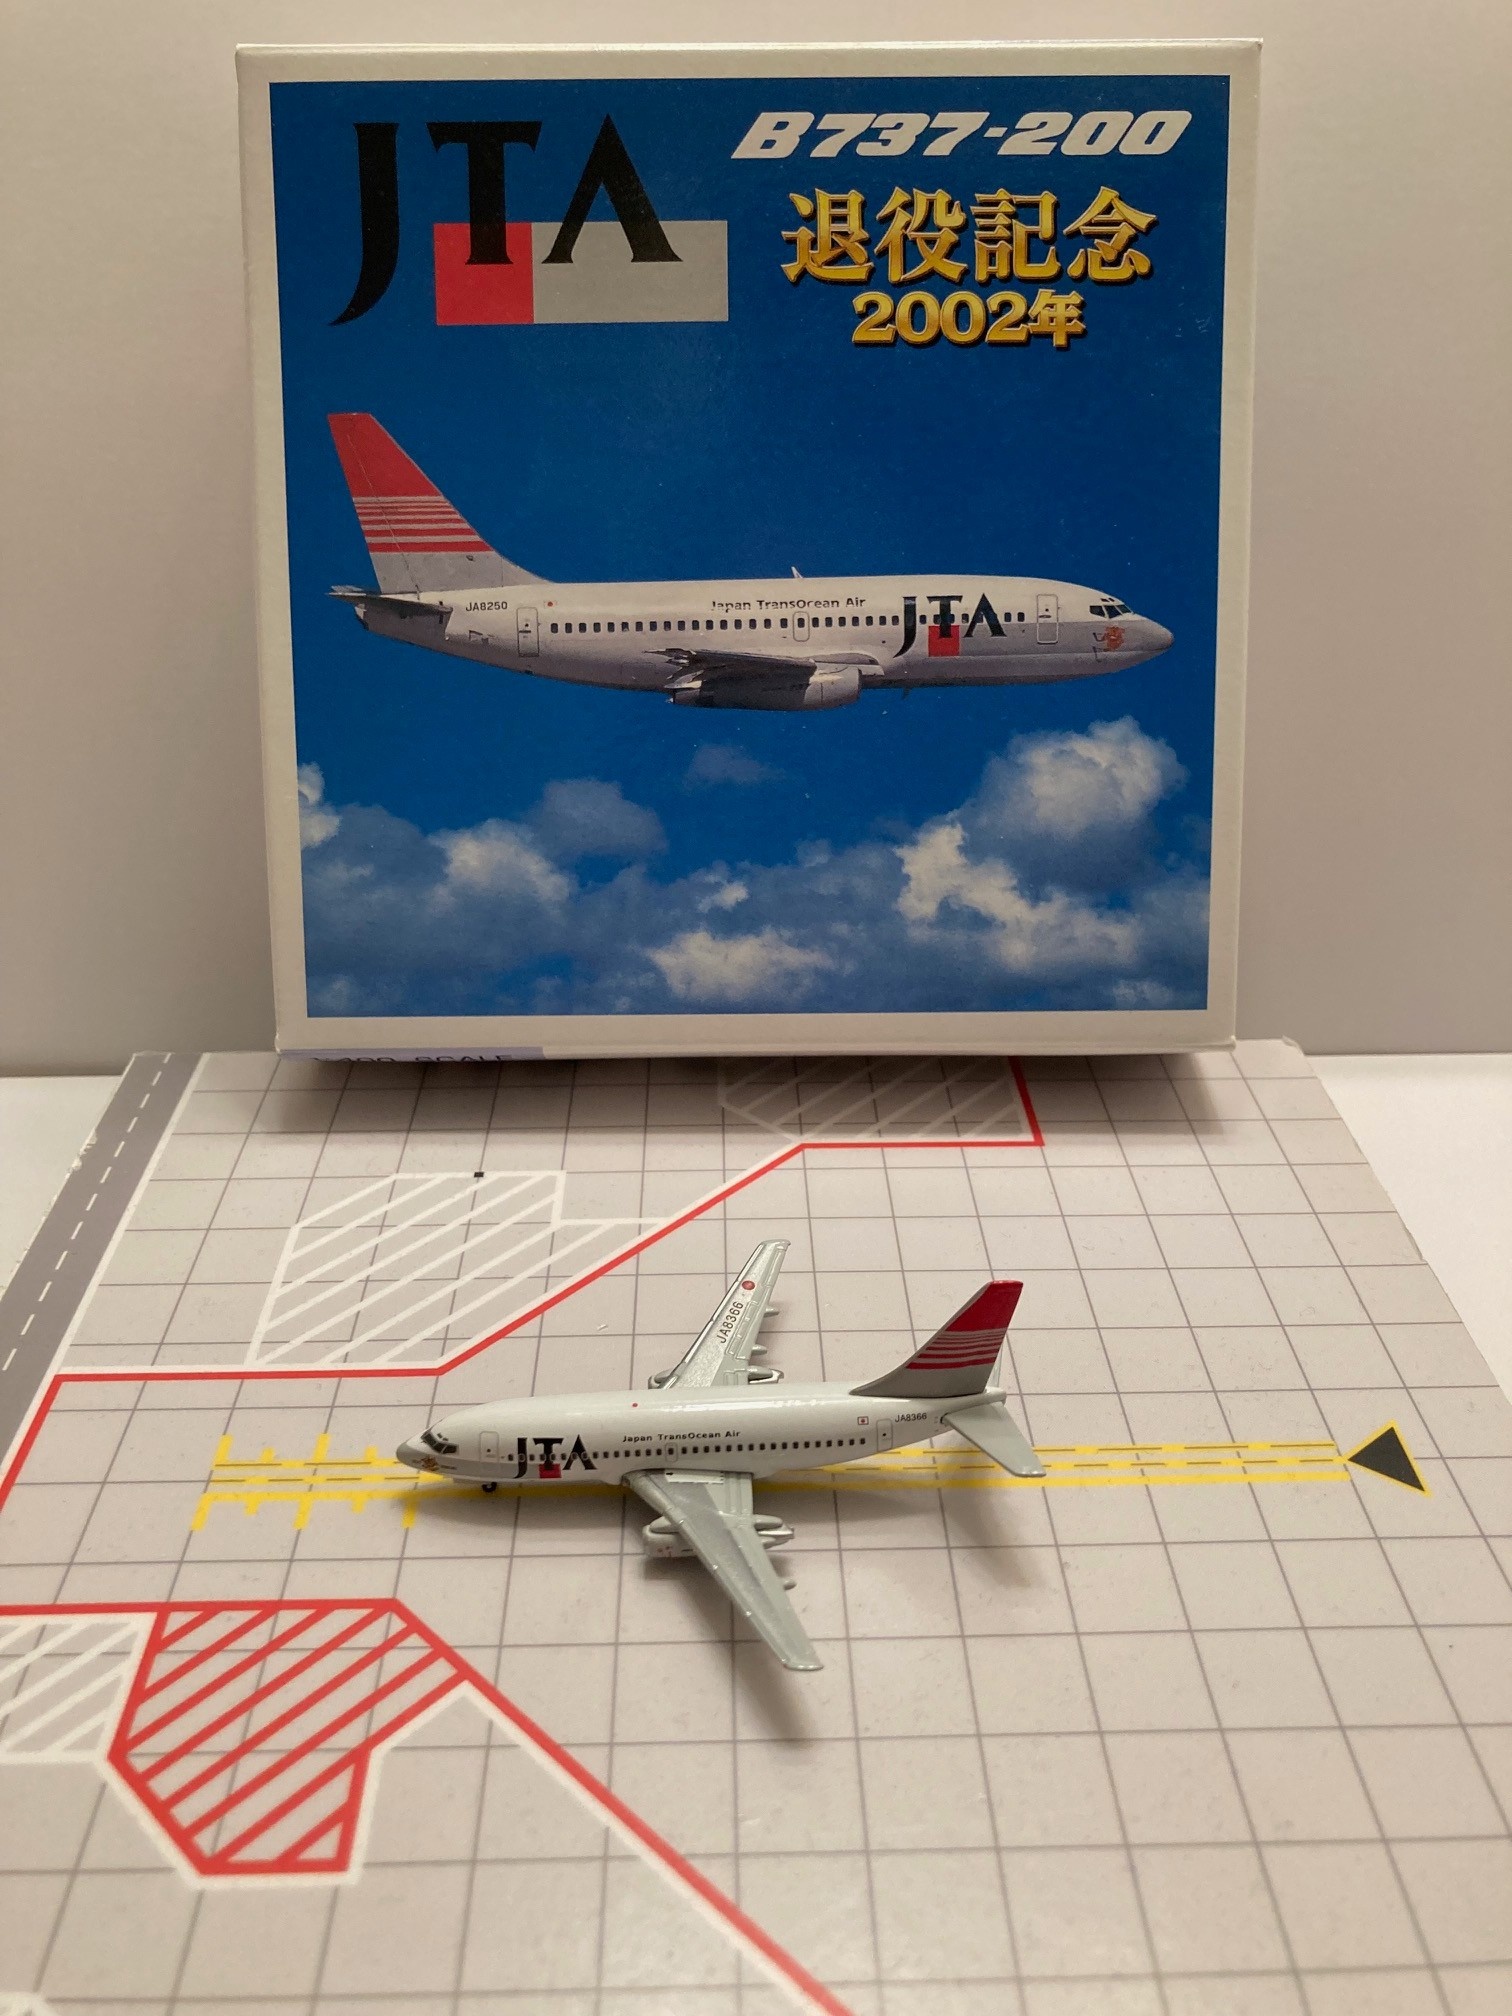 JTA
B737-200
退役記念
2002年
JA8250
Japan TransOcean Air
JTA
SCALE
JA8366
JA8366
Japan TransOcean Air
JTA